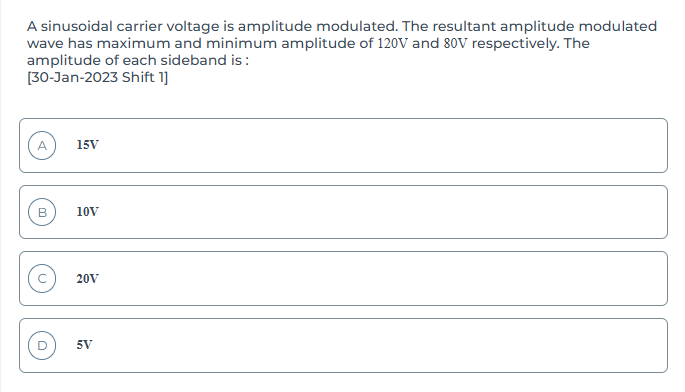 A sinusoidal carrier voltage is amplitude modulated. The resultant amplitude modulated
wave has maximum and minimum amplitude of 120V and 80V respectively. The
amplitude of each sideband is :
[30-Jan-2023 Shift 1]
A 15V
B 10V
C 20V
D 5V